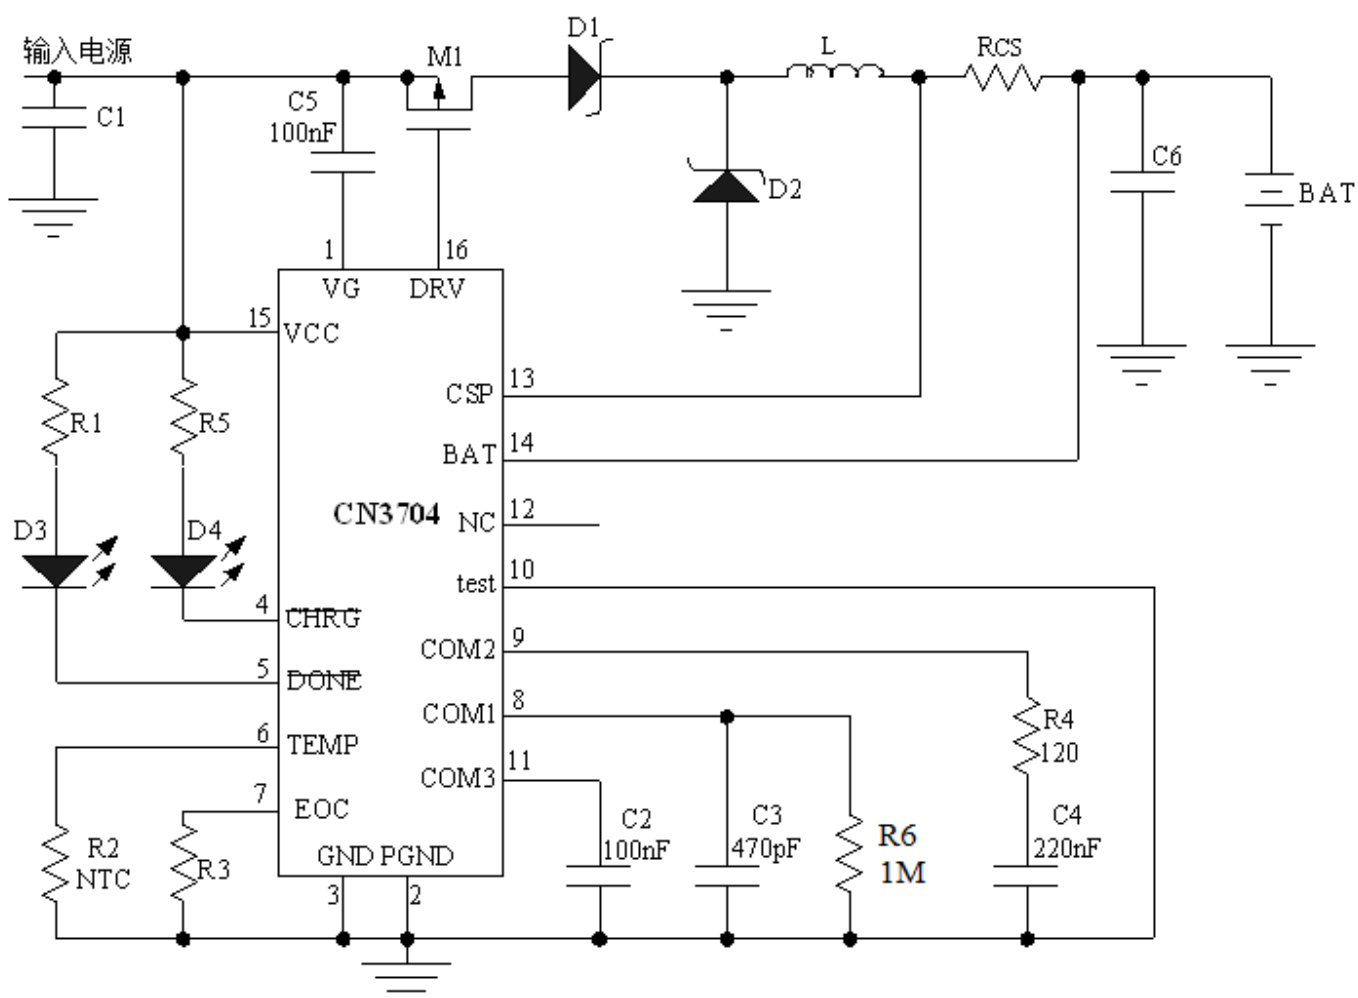 D1
输入电源
M1
L
RCS
C5
100nF
C1
C6
D2
BAT
1
16
VG
DRV
15
VCC
CSP
13
R1
R5
BAT
14
CN3704
NC
12
D3
D4
test
10
4
CHRG
COM2
9
5
DONE
COM1
8
R4
120
6
TEMP
COM3
11
7
EOC
C2
100nF
C3
470pF
R6
1M
C4
220nF
R2
NTC
R3
GND
PGND
3
2